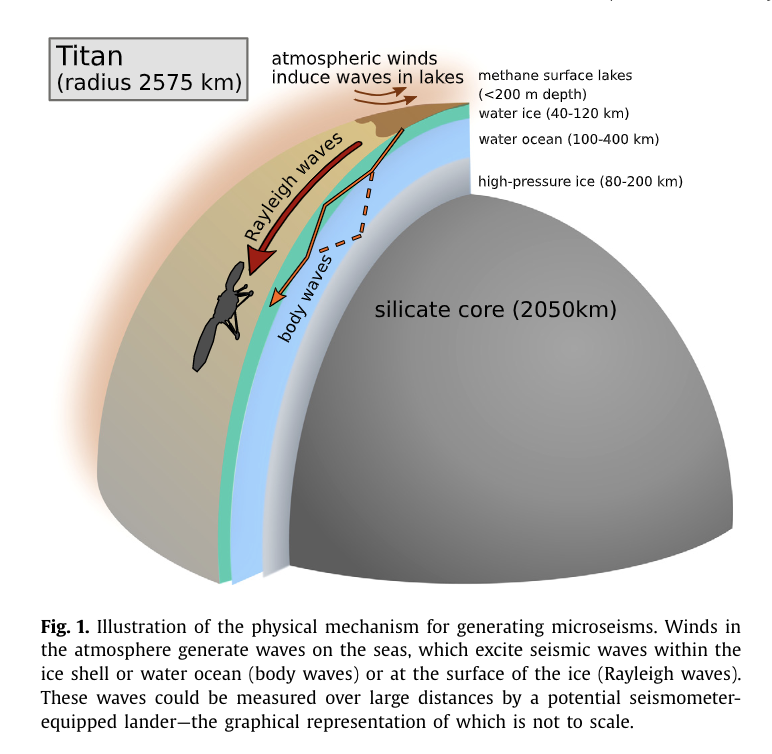 Titan
(radius 2575 km)
atmospheric winds
induce waves in lakes
methane surface lakes
(<200 m depth)
water ice (40-120 km)
water ocean (100-400 km)
high-pressure ice (80-200 km)
Rayleigh waves
body waves
silicate core (2050km)
Fig. 1. Illustration of the physical mechanism for generating microseisms. Winds in
the atmosphere generate waves on the seas, which excite seismic waves within the
ice shell or water ocean (body waves) or at the surface of the ice (Rayleigh waves).
These waves could be measured over large distances by a potential seismometer-
equipped lander—the graphical representation of which is not to scale.